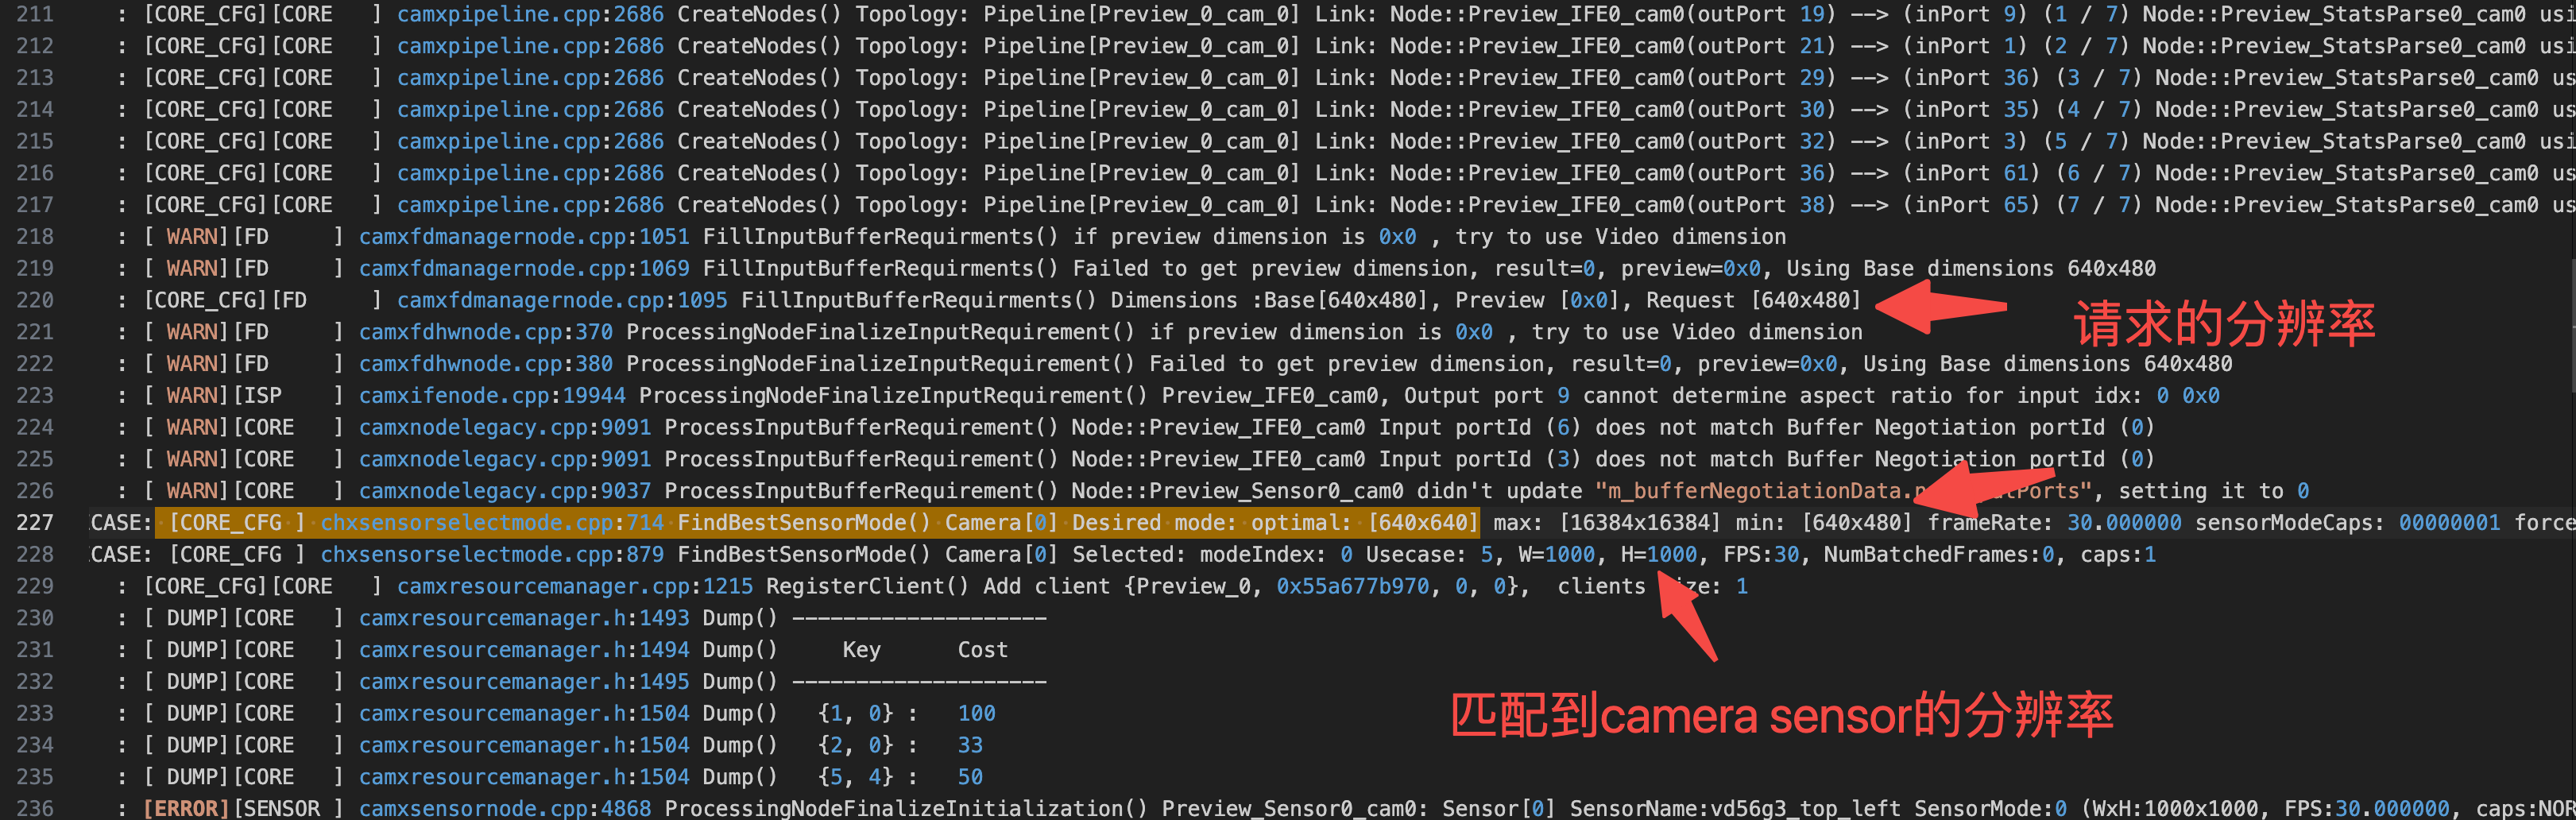 211 : [CORE_CFG][CORE ] camxpipeline.cpp:2686 CreateNodes() Topology: Pipeline[Preview_0_cam_0] Link: Node::Preview_IFE0_cam0(outPort 19) --> (inPort 9) (1 / 7) Node::Preview_StatsParse0_cam0 usi
212 : [CORE_CFG][CORE ] camxpipeline.cpp:2686 CreateNodes() Topology: Pipeline[Preview_0_cam_0] Link: Node::Preview_IFE0_cam0(outPort 21) --> (inPort 1) (2 / 7) Node::Preview_StatsParse0_cam0 usi
213 : [CORE_CFG][CORE ] camxpipeline.cpp:2686 CreateNodes() Topology: Pipeline[Preview_0_cam_0] Link: Node::Preview_IFE0_cam0(outPort 29) --> (inPort 36) (3 / 7) Node::Preview_StatsParse0_cam0 us
214 : [CORE_CFG][CORE ] camxpipeline.cpp:2686 CreateNodes() Topology: Pipeline[Preview_0_cam_0] Link: Node::Preview_IFE0_cam0(outPort 30) --> (inPort 35) (4 / 7) Node::Preview_StatsParse0_cam0 us
215 : [CORE_CFG][CORE ] camxpipeline.cpp:2686 CreateNodes() Topology: Pipeline[Preview_0_cam_0] Link: Node::Preview_IFE0_cam0(outPort 32) --> (inPort 3) (5 / 7) Node::Preview_StatsParse0_cam0 usi
216 : [CORE_CFG][CORE ] camxpipeline.cpp:2686 CreateNodes() Topology: Pipeline[Preview_0_cam_0] Link: Node::Preview_IFE0_cam0(outPort 36) --> (inPort 61) (6 / 7) Node::Preview_StatsParse0_cam0 us
217 : [CORE_CFG][CORE ] camxpipeline.cpp:2686 CreateNodes() Topology: Pipeline[Preview_0_cam_0] Link: Node::Preview_IFE0_cam0(outPort 38) --> (inPort 65) (7 / 7) Node::Preview_StatsParse0_cam0 us
218 : [ WARN][FD ] camxfdmanagernode.cpp:1051 FillInputBufferRequirments() if preview dimension is 0x0 , try to use Video dimension
219 : [ WARN][FD ] camxfdmanagernode.cpp:1069 FillInputBufferRequirments() Failed to get preview dimension, result=0, preview=0x0, Using Base dimensions 640x480
220 : [CORE_CFG][FD ] camxfdmanagernode.cpp:1095 FillInputBufferRequirments() Dimensions :Base[640x480], Preview [0x0], Request [640x480]
请求的分辨率
221 : [ WARN][FD ] camxfdhwnode.cpp:370 ProcessingNodeFinalizeInputRequirement() if preview dimension is 0x0 , try to use Video dimension
222 : [ WARN][FD ] camxfdhwnode.cpp:380 ProcessingNodeFinalizeInputRequirement() Failed to get preview dimension, result=0, preview=0x0, Using Base dimensions 640x480
223 : [ WARN][ISP ] camxifenode.cpp:19944 ProcessingNodeFinalizeInputRequirement() Preview_IFE0_cam0, Output port 9 cannot determine aspect ratio for input idx: 0 0x0
224 : [ WARN][CORE ] camxnodelegacy.cpp:9091 ProcessInputBufferRequirement() Node::Preview_IFE0_cam0 Input portId (6) does not match Buffer Negotiation portId (0)
225 : [ WARN][CORE ] camxnodelegacy.cpp:9091 ProcessInputBufferRequirement() Node::Preview_IFE0_cam0 Input portId (3) does not match Buffer Negotiation portId (0)
226 : [ WARN][CORE ] camxnodelegacy.cpp:9037 ProcessInputBufferRequirement() Node::Preview_Sensor0_cam0 didn't update "m_bufferNegotiationData. Ports", setting it to 0
227 CASE: [CORE_CFG ] chxsensorselectmode.cpp:714 FindBestSensorMode() Camera[0] Desired mode: optimal: [640x640] max: [16384x16384] min: [640x480] frameRate: 30.000000 sensorModeCaps: 00000001 force
228 CASE: [CORE_CFG ] chxsensorselectmode.cpp:879 FindBestSensorMode() Camera[0] Selected: modeIndex: 0 Usecase: 5, W=1000, H=1000, FPS:30, NumBatchedFrames:0, caps:1
229 : [CORE_CFG][CORE ] camxresourcemanager.cpp:1215 RegisterClient() Add client {Preview_0, 0x55a677b970, 0, 0}, clients ize: 1
230 : [ DUMP][CORE ] camxresourcemanager.h:1493 Dump() --------------------
231 : [ DUMP][CORE ] camxresourcemanager.h:1494 Dump() Key Cost
232 : [ DUMP][CORE ] camxresourcemanager.h:1495 Dump() --------------------
233 : [ DUMP][CORE ] camxresourcemanager.h:1504 Dump() {1, 0} : 100
匹配到camera sensor的分辨率
234 : [ DUMP][CORE ] camxresourcemanager.h:1504 Dump() {2, 0} : 33
235 : [ DUMP][CORE ] camxresourcemanager.h:1504 Dump() {5, 4} : 50
236 : [ERROR][SENSOR ] camxsensornode.cpp:4868 ProcessingNodeFinalizeInitialization() Preview_Sensor0_cam0: Sensor[0] SensorName:vd56g3_top_left SensorMode:0 (WxH:1000x1000, FPS:30.000000, caps:NOR